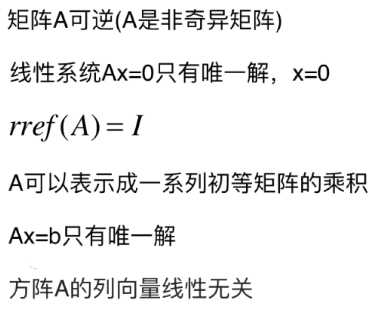 矩阵A可逆(A是非奇异矩阵)
线性系统Ax=0只有唯一解，x=0
rref(A)=I
A可以表示成一系列初等矩阵的乘积
Ax=b只有唯一解
方阵A的列向量线性无关